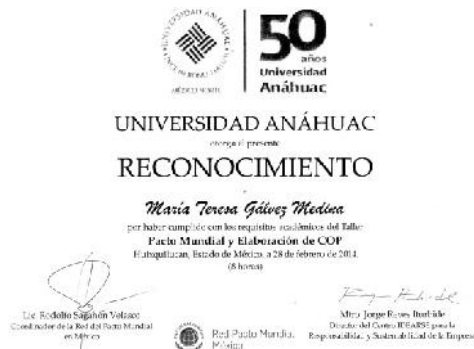 50
años
Universidad
Anáhuac
MÉXICO NORTE
UNIVERSIDAD ANÁHUAC
otorga el presente
RECONOCIMIENTO
a
María Teresa Gálvez Medina
por haber cumplido con los requisitos académicos del Taller
Pacto Mundial y Elaboración de COP
Huixquilucan, Estado de México, a 28 de febrero de 2014
(8 horas)
Lic. Rodolfo Sagahón Velasco
Coordinador de la Red del Pacto Mundial
en México
Red Pacto Mundial
México
Mtro. Jorge Reyes Iturbide
Director del Centro IDEARSE para la
Responsabilidad y Sustentabilidad de la Empresa